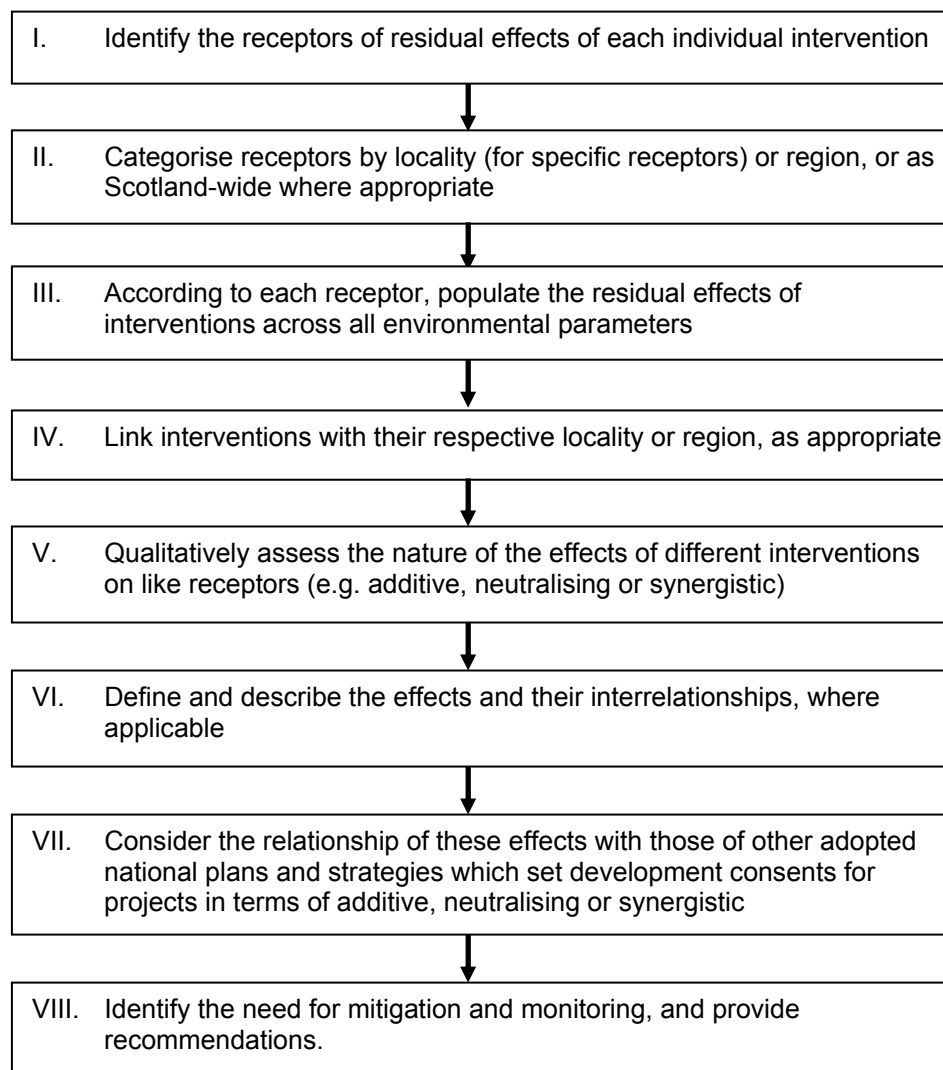 I. Identify the receptors of residual effects of each individual intervention
II. Categorise receptors by locality (for specific receptors) or region, or as
Scotland-wide where appropriate
III. According to each receptor, populate the residual effects of
interventions across all environmental parameters
IV. Link interventions with their respective locality or region, as appropriate
V. Qualitatively assess the nature of the effects of different interventions
on like receptors (e.g. additive, neutralising or synergistic)
VI. Define and describe the effects and their interrelationships, where
applicable
VII. Consider the relationship of these effects with those of other adopted
national plans and strategies which set development consents for
projects in terms of additive, neutralising or synergistic
VIII. Identify the need for mitigation and monitoring, and provide
recommendations.